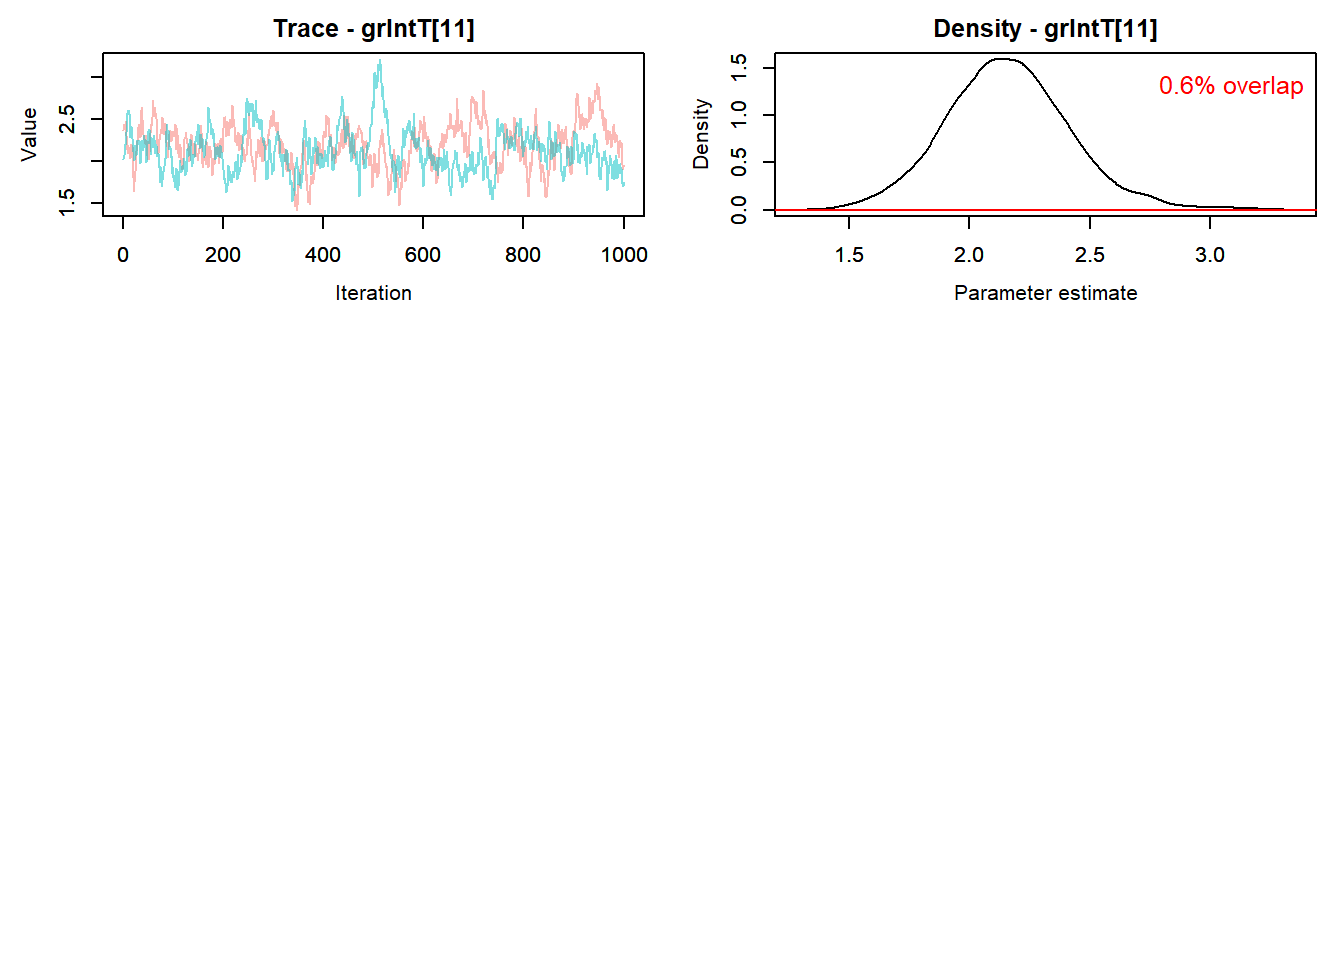 Trace - grIntT[11]
Value
1.5
2.5
0
200
400
600
800
1000
Iteration
Density - grIntT[11]
0.6% overlap
Density
0.0
0.5
1.0
1.5
1.5
2.0
2.5
3.0
Parameter estimate